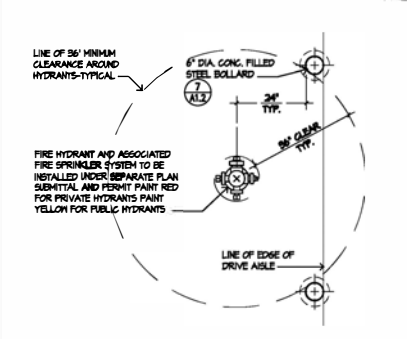 LINE OF 36' MINIMUM
CLEARANCE AROUND
HYDRANTS-TYPICAL
6" DIA. CONC. FILLED
STEEL BOLLARD
7
A1.2
24"
TYP.
36" CLEAR
TYP.
FIRE HYDRANT AND ASSOCIATED
FIRE SPRINKLER SYSTEM TO BE
INSTALLED UNDER SEPARATE PLAN
SUBMITTAL AND PERMIT PAINT RED
FOR PRIVATE HYDRANTS PAINT
YELLOW FOR PUBLIC HYDRANTS
LINE OF EDGE OF
DRIVE AISLE